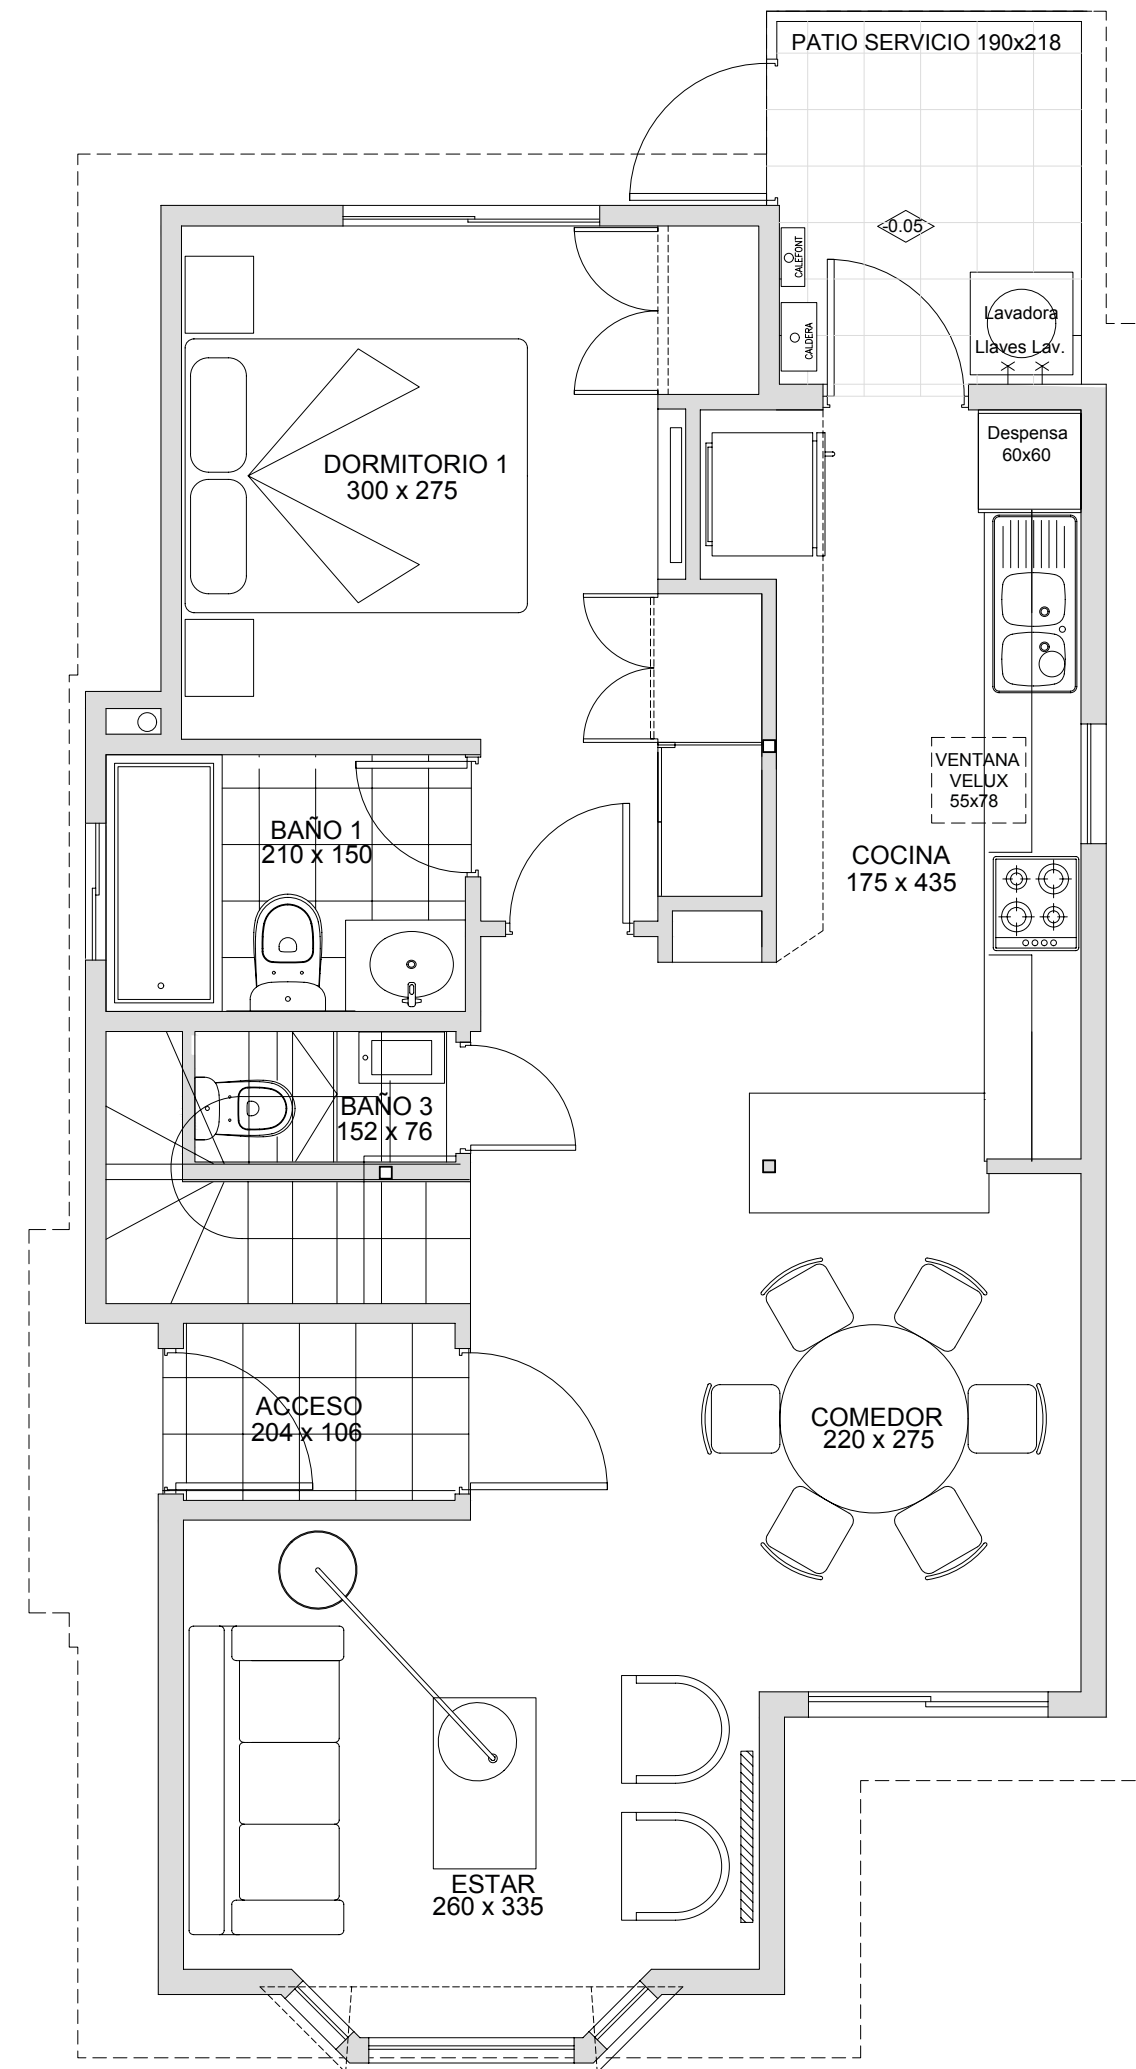 PATIO SERVICIO 190x218
-0.05
CALEFONT
CALDERA
Lavadora
Llaves Lav.
Despensa
60x60
DORMITORIO 1
300 x 275
VENTANA
VELUX
55x78
BAÑO 1
210 x 150
COCINA
175 x 435
BAÑO 3
152 x 76
ACCESO
204 x 106
COMEDOR
220 x 275
ESTAR
260 x 335